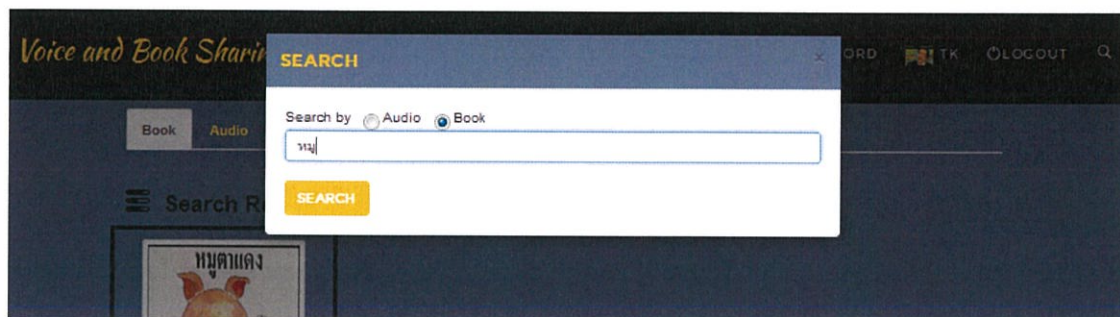 Voice and Book Sharin
SEARCH
×
ORD
TK
LOGOUT
Book
Audio
Search by Audio Book
หมู
SEARCH
Search R
หมูตาแดง